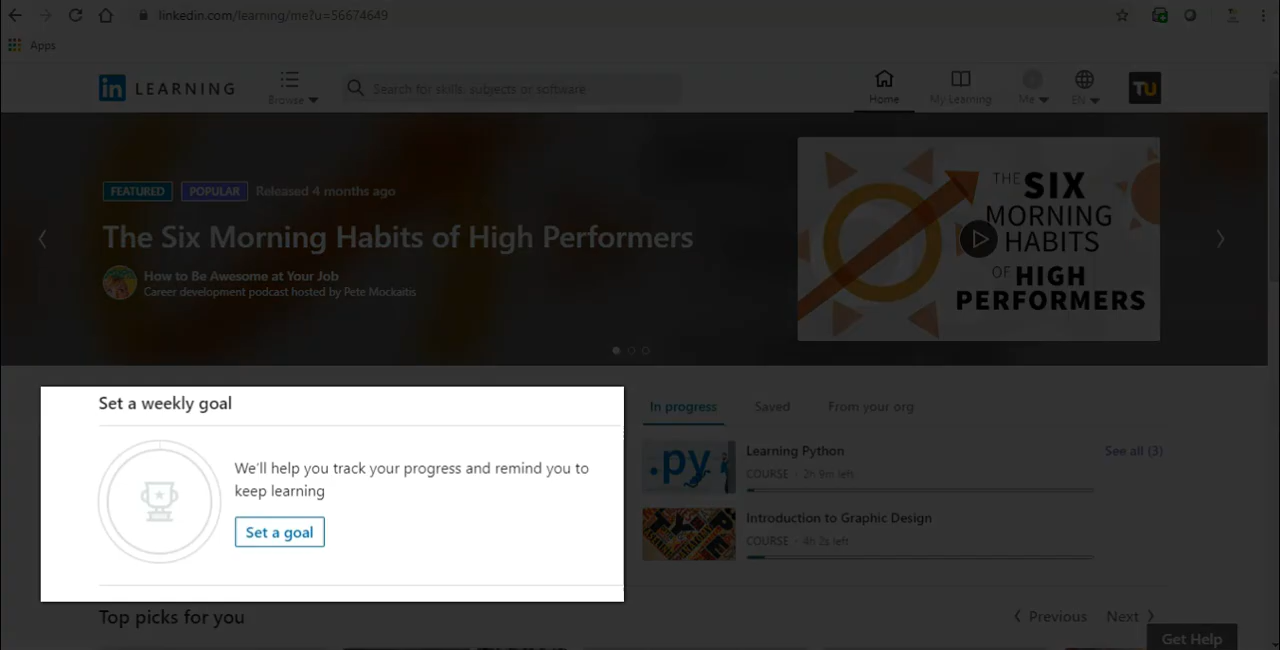 linkedin.com/learning/me?u=56674649
Apps
in LEARNING
Browse
Search for skills, subjects or software
Home
My Learning
Me
EN
TU
FEATURED POPULAR Released 4 months ago
The Six Morning Habits of High Performers
How to Be Awesome at Your Job
Career development podcast hosted by Pete Mockaitis
THE SIX
MORNING
HABITS
OF HIGH
PERFORMERS
Set a weekly goal
We'll help you track your progress and remind you to
keep learning
Set a goal
In progress Saved From your org
.py
Learning Python
See all (3)
COURSE · 2h 9m left
Introduction to Graphic Design
COURSE · 4h 2s left
Top picks for you
Previous Next
Get Help